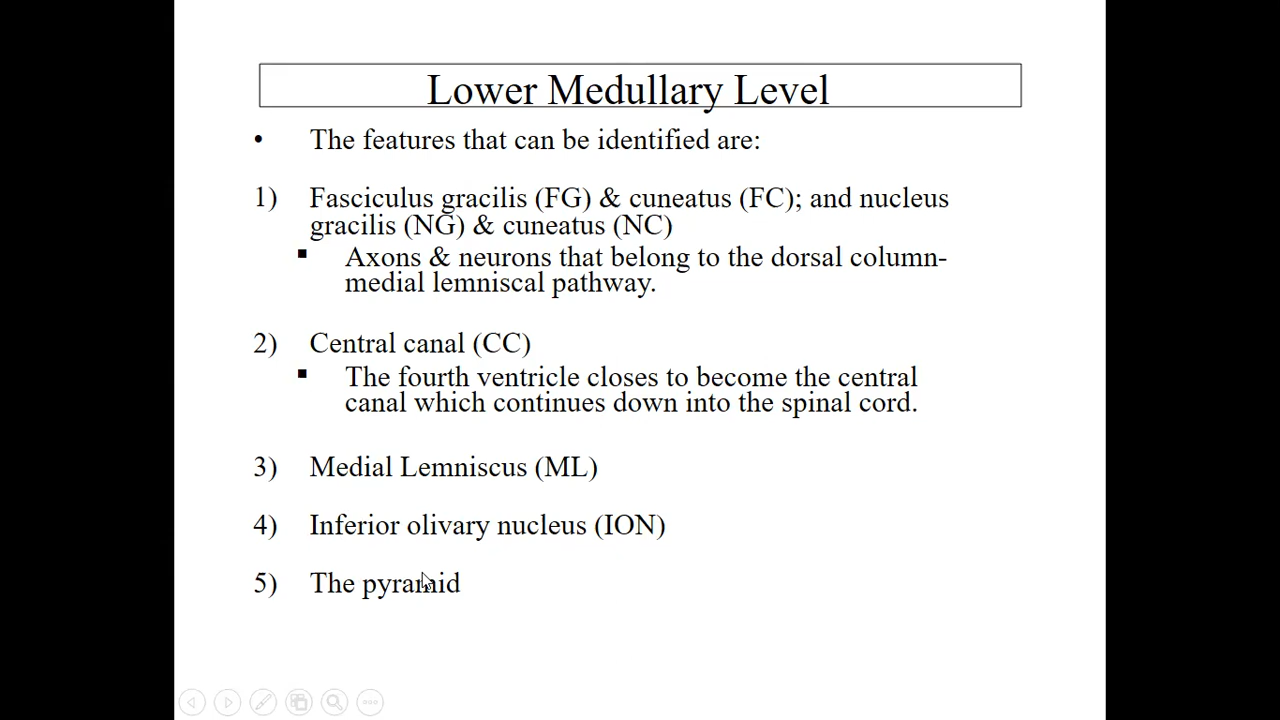 Lower Medullary Level
• The features that can be identified are:
1) Fasciculus gracilis (FG) & cuneatus (FC); and nucleus
gracilis (NG) & cuneatus (NC)
▪ Axons & neurons that belong to the dorsal column-
medial lemniscal pathway.
2) Central canal (CC)
▪ The fourth ventricle closes to become the central
canal which continues down into the spinal cord.
3) Medial Lemniscus (ML)
4) Inferior olivary nucleus (ION)
5) The pyramid